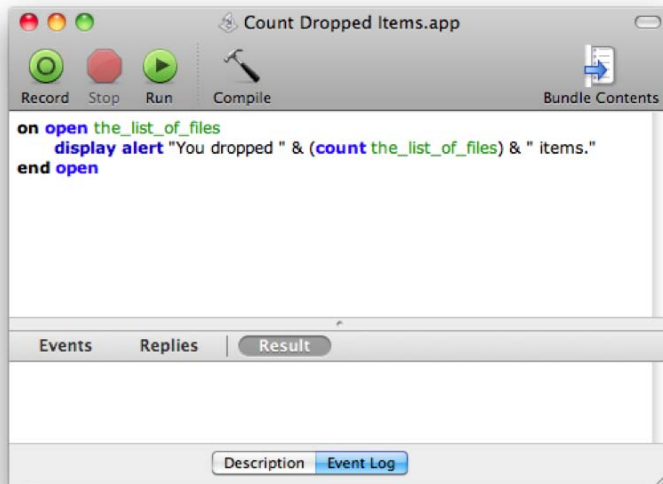 Count Dropped Items.app
Record Stop Run Compile Bundle Contents
on open the_list_of_files
display alert "You dropped " & (count the_list_of_files) & " items."
end open
Events Replies Result
Description Event Log